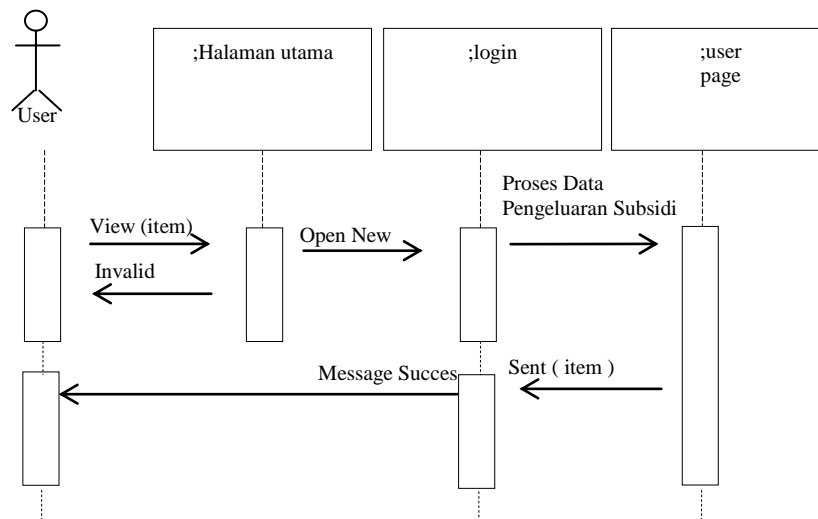 ;Halaman utama
;login
;user
page
User
Proses Data
Pengeluaran Subsidi
View (item)
Open New
Invalid
Message Succes
Sent ( item )